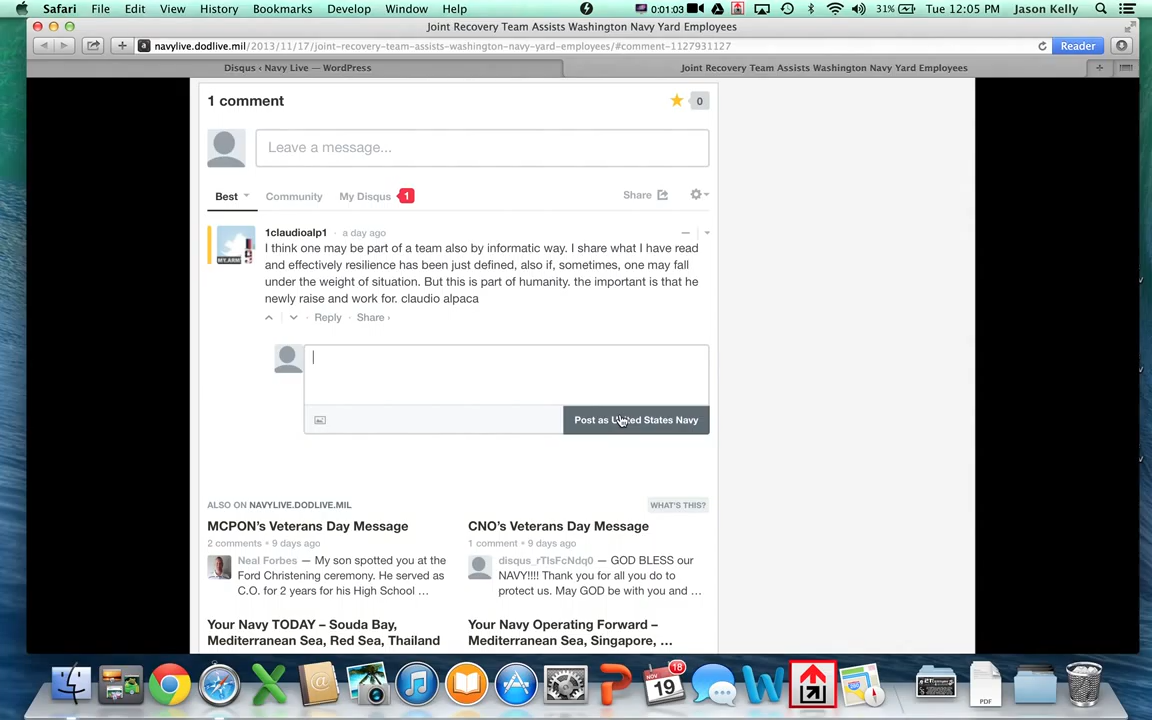 Safari File Edit View History Bookmarks Develop Window Help 0:01:03 31% Tue 12:05 PM Jason Kelly
Joint Recovery Team Assists Washington Navy Yard Employees
navylive.dodlive.mil/2013/11/17/joint-recovery-team-assists-washington-navy-yard-employees/#comment-1127931127 Reader
Disqus ‹ Navy Live — WordPress Joint Recovery Team Assists Washington Navy Yard Employees
1 comment 0
Leave a message...
Best Community My Disqus 1 Share
1claudioalp1 · a day ago
I think one may be part of a team also by informatic way. I share what I have read
and effectively resilience has been just defined, also if, sometimes, one may fall
under the weight of situation. But this is part of humanity. the important is that he
newly raise and work for. claudio alpaca
Reply · Share ›
Post as United States Navy
ALSO ON NAVYLIVE.DODLIVE.MIL WHAT'S THIS?
MCPON's Veterans Day Message
2 comments • 9 days ago
Neal Forbes — My son spotted you at the
Ford Christening ceremony. He served as
C.O. for 2 years for his High School …
CNO's Veterans Day Message
1 comment • 9 days ago
disqus_rTlsFcNdq0 — GOD BLESS our
NAVY!!!! Thank you for all you do to
protect us. May GOD be with you and …
Your Navy TODAY – Souda Bay,
Mediterranean Sea, Red Sea, Thailand
Your Navy Operating Forward –
Mediterranean Sea, Singapore, …
NOV 19 18
PDF